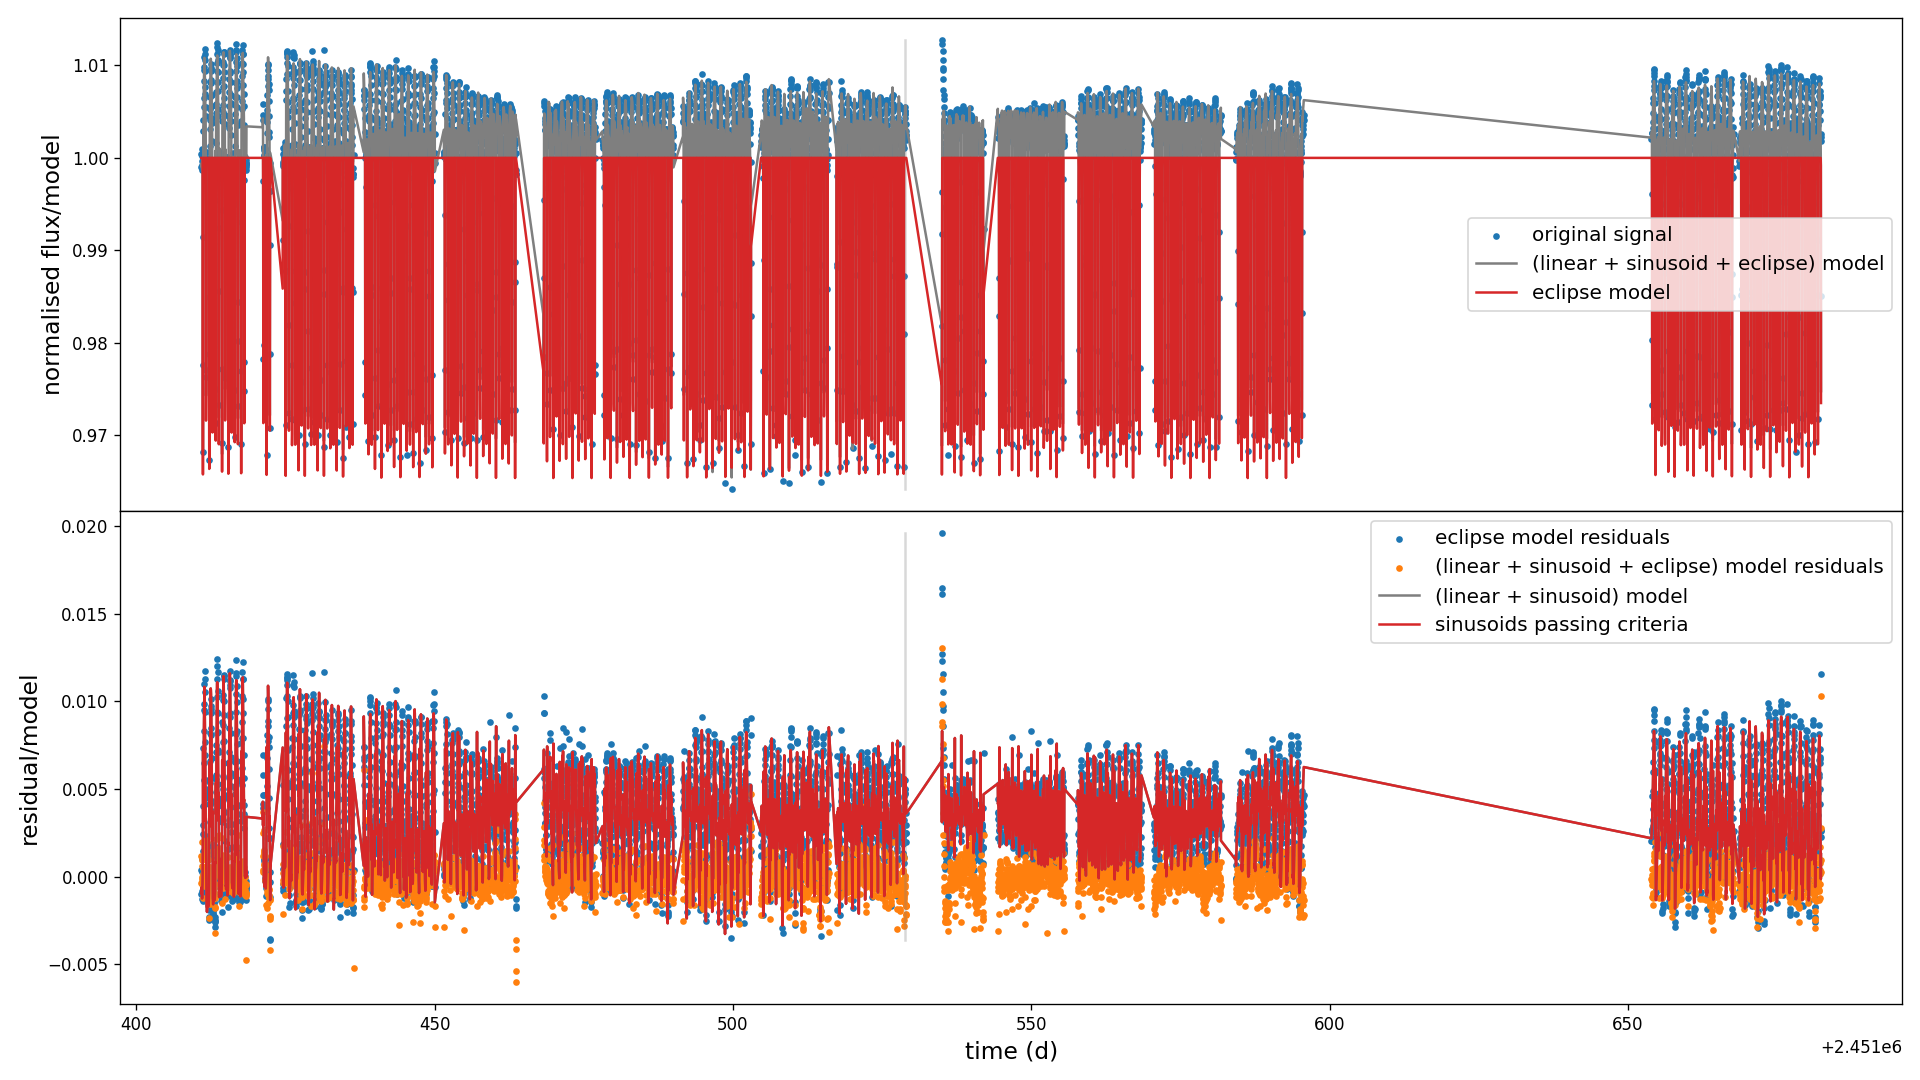 1.01
1.00
0.99
0.98
0.97
normalised flux/model
original signal
(linear + sinusoid + eclipse) model
eclipse model
0.020
0.015
0.010
0.005
0.000
−0.005
residual/model
eclipse model residuals
(linear + sinusoid + eclipse) model residuals
(linear + sinusoid) model
sinusoids passing criteria
400 450 500 550 600 650
time (d)
+2.451e6